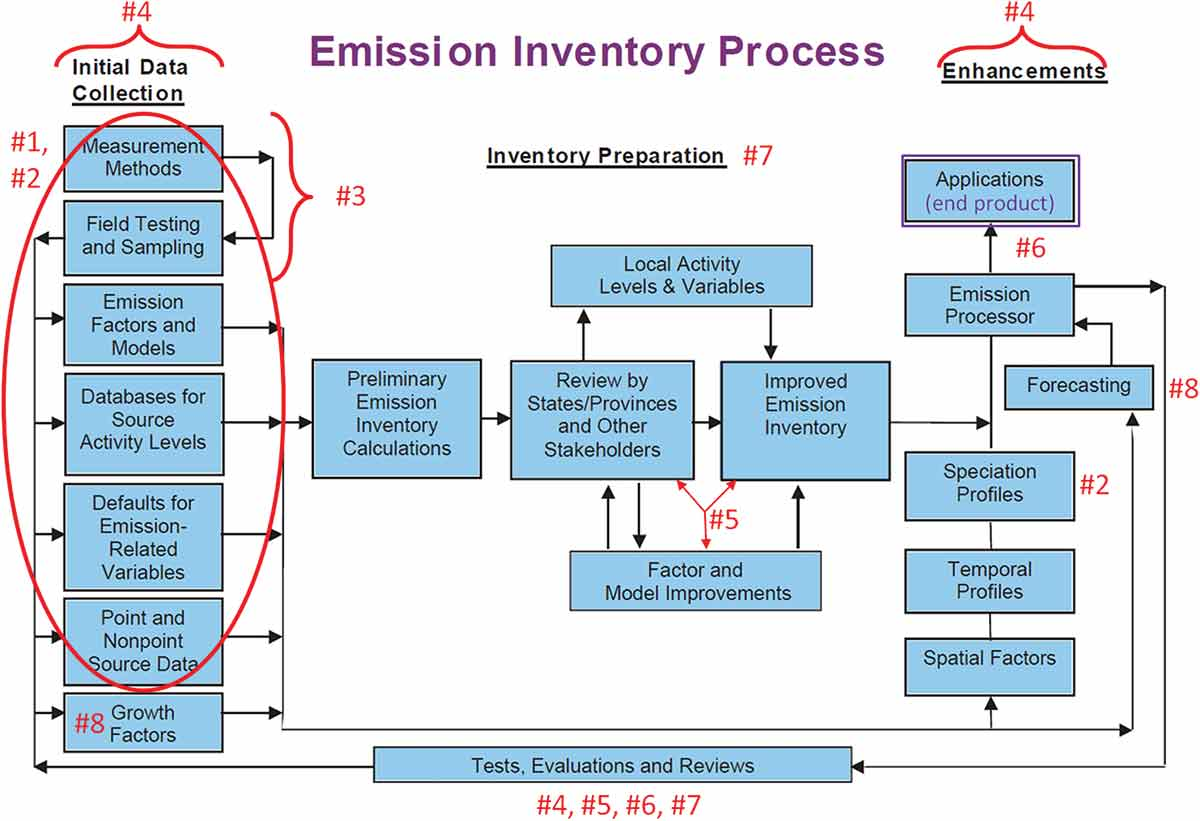 #4
#4
Emission Inventory Process
Initial Data
Collection
Enhancements
#1,
#2
Measurement
Methods
#3
Field Testing
and Sampling
Emission
Factors and
Models
Databases for
Source
Activity Levels
Defaults for
Emission-
Related
Variables
Point and
Nonpoint
Source Data
#8
Growth
Factors
Inventory Preparation #7
Local Activity
Levels & Variables
Preliminary
Emission
Inventory
Calculations
Review by
States/Provinces
and Other
Stakeholders
Improved
Emission
Inventory
#5
Factor and
Model Improvements
Applications
(end product)
#6
Emission
Processor
Forecasting
#8
Speciation
Profiles
#2
Temporal
Profiles
Spatial Factors
Tests, Evaluations and Reviews
#4, #5, #6, #7